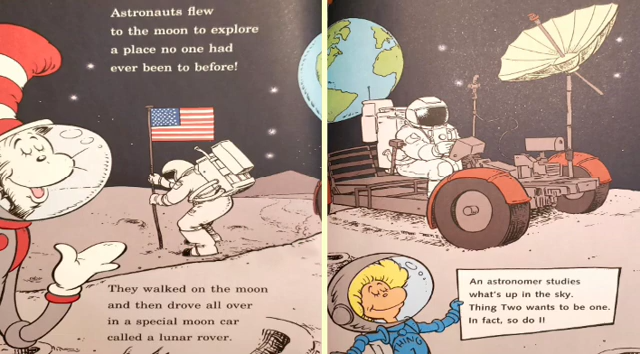 Astronauts flew
to the moon to explore
a place no one had
ever been to before!
They walked on the moon
and then drove all over
in a special moon car
called a lunar rover.
An astronomer studies
what's up in the sky.
Thing Two wants to be one.
In fact, so do I!
THING